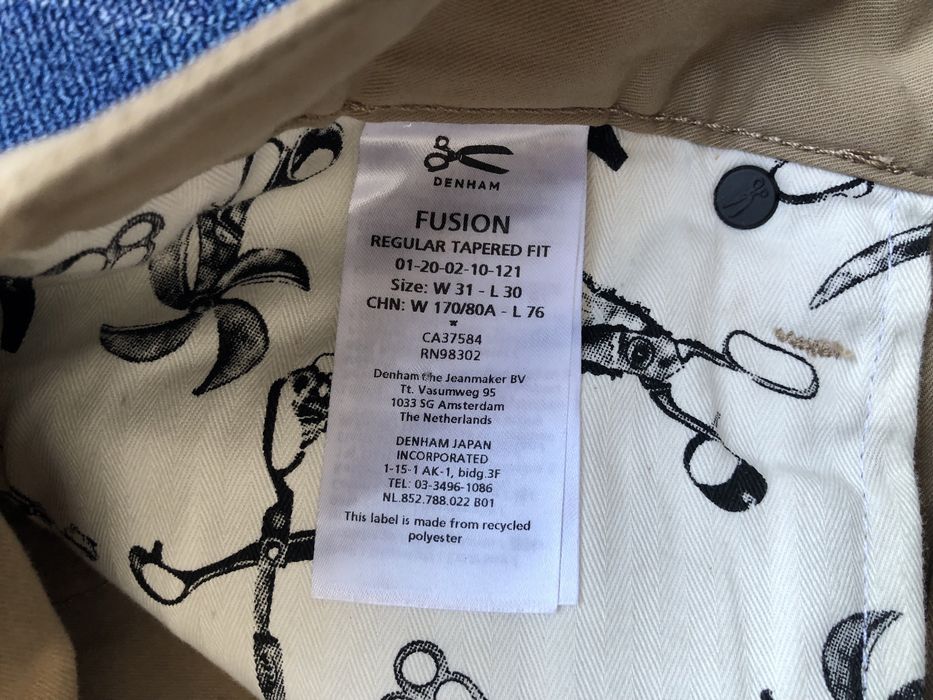 DENHAM
FUSION
REGULAR TAPERED FIT
01-20-02-10-121
Size: W 31 - L 30
CHN: W 170/80A - L 76
*
CA37584
RN98302
Denham the Jeanmaker BV
Tt. Vasumweg 95
1033 SG Amsterdam
The Netherlands
DENHAM JAPAN
INCORPORATED
1-15-1 AK-1, bidg.3F
TEL: 03-3496-1086
NL.852.788.022 B01
This label is made from recycled
polyester